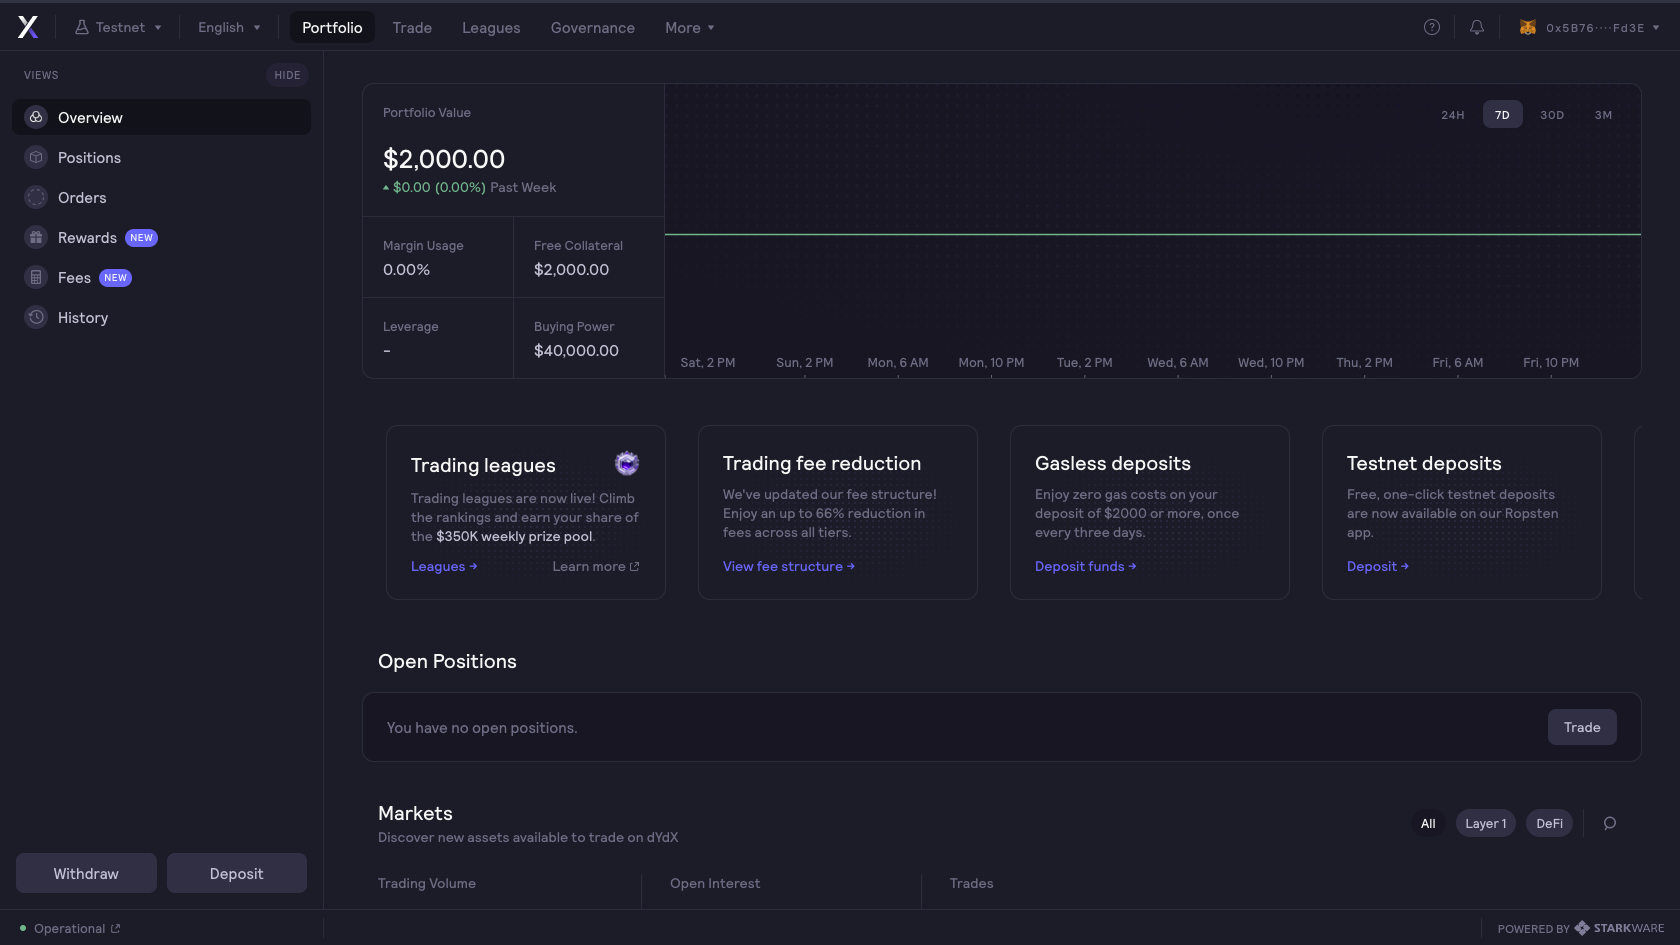 Testnet
English
Portfolio
Trade
Leagues
Governance
More
0x5B76····Fd3E
VIEWS
HIDE
Overview
Positions
Orders
Rewards NEW
Fees NEW
History
Portfolio Value
$2,000.00
$0.00 (0.00%) Past Week
Margin Usage
0.00%
Free Collateral
$2,000.00
Leverage
-
Buying Power
$40,000.00
24H 7D 30D 3M
Sat, 2 PM Sun, 2 PM Mon, 6 AM Mon, 10 PM Tue, 2 PM Wed, 6 AM Wed, 10 PM Thu, 2 PM Fri, 6 AM Fri, 10 PM
Trading leagues
Trading leagues are now live! Climb
the rankings and earn your share of
the $350K weekly prize pool.
Leagues →
Learn more
Trading fee reduction
We've updated our fee structure!
Enjoy an up to 66% reduction in
fees across all tiers.
View fee structure →
Gasless deposits
Enjoy zero gas costs on your
deposit of $2000 or more, once
every three days.
Deposit funds →
Testnet deposits
Free, one-click testnet deposits
are now available on our Ropsten
app.
Deposit →
Open Positions
You have no open positions.
Trade
Markets
Discover new assets available to trade on dYdX
All
Layer 1
DeFi
Trading Volume
Open Interest
Trades
Withdraw
Deposit
Operational
POWERED BY STARKWARE